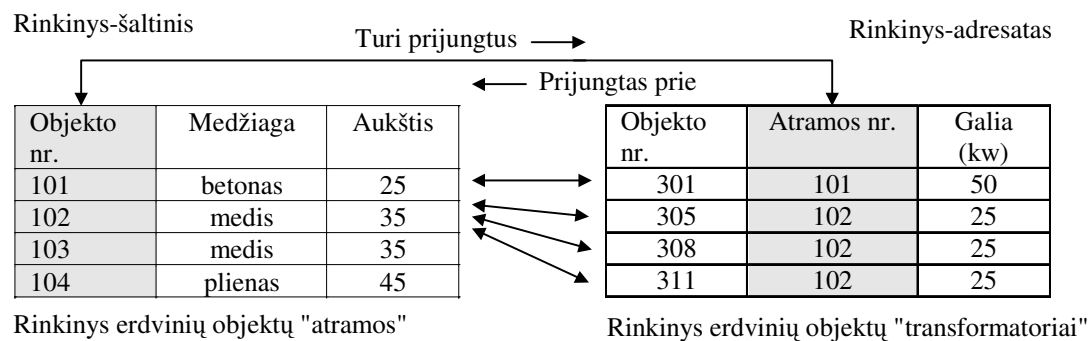 Rinkinys-šaltinis
Turi prijungtus
Rinkinys-adresatas
Prijungtas prie
Objekto nr. Medžiaga Aukštis
101 betonas 25
102 medis 35
103 medis 35
104 plienas 45
Rinkinys erdvinių objektų "atramos"
Objekto nr. Atramos nr. Galia (kw)
301 101 50
305 102 25
308 102 25
311 102 25
Rinkinys erdvinių objektų "transformatoriai"